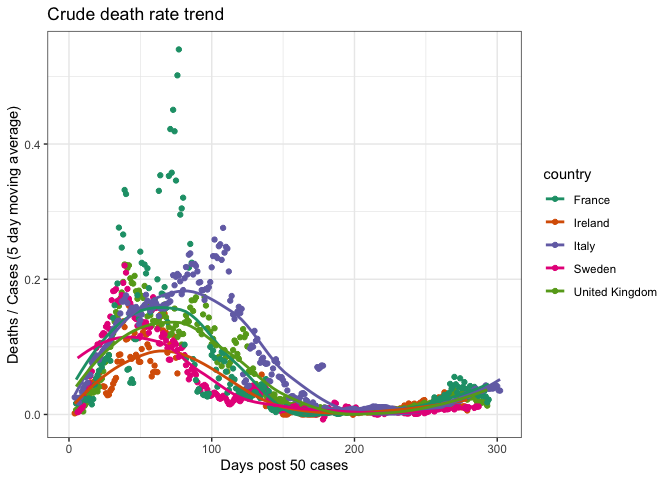 Crude death rate trend
Deaths / Cases (5 day moving average)
0.4
0.2
0.0
0
100
200
300
Days post 50 cases
country
France
Ireland
Italy
Sweden
United Kingdom